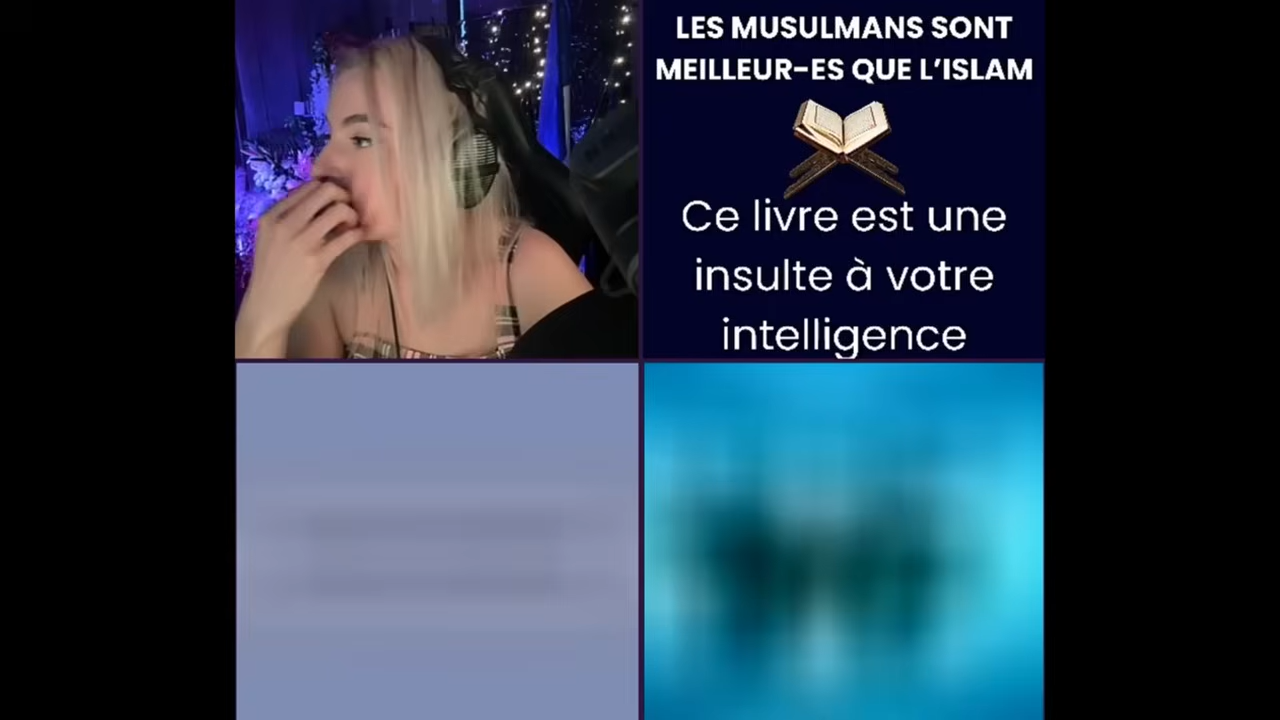 LES MUSULMANS SONT
MEILLEUR-ES QUE L'ISLAM
Ce livre est une
insulte à votre
intelligence